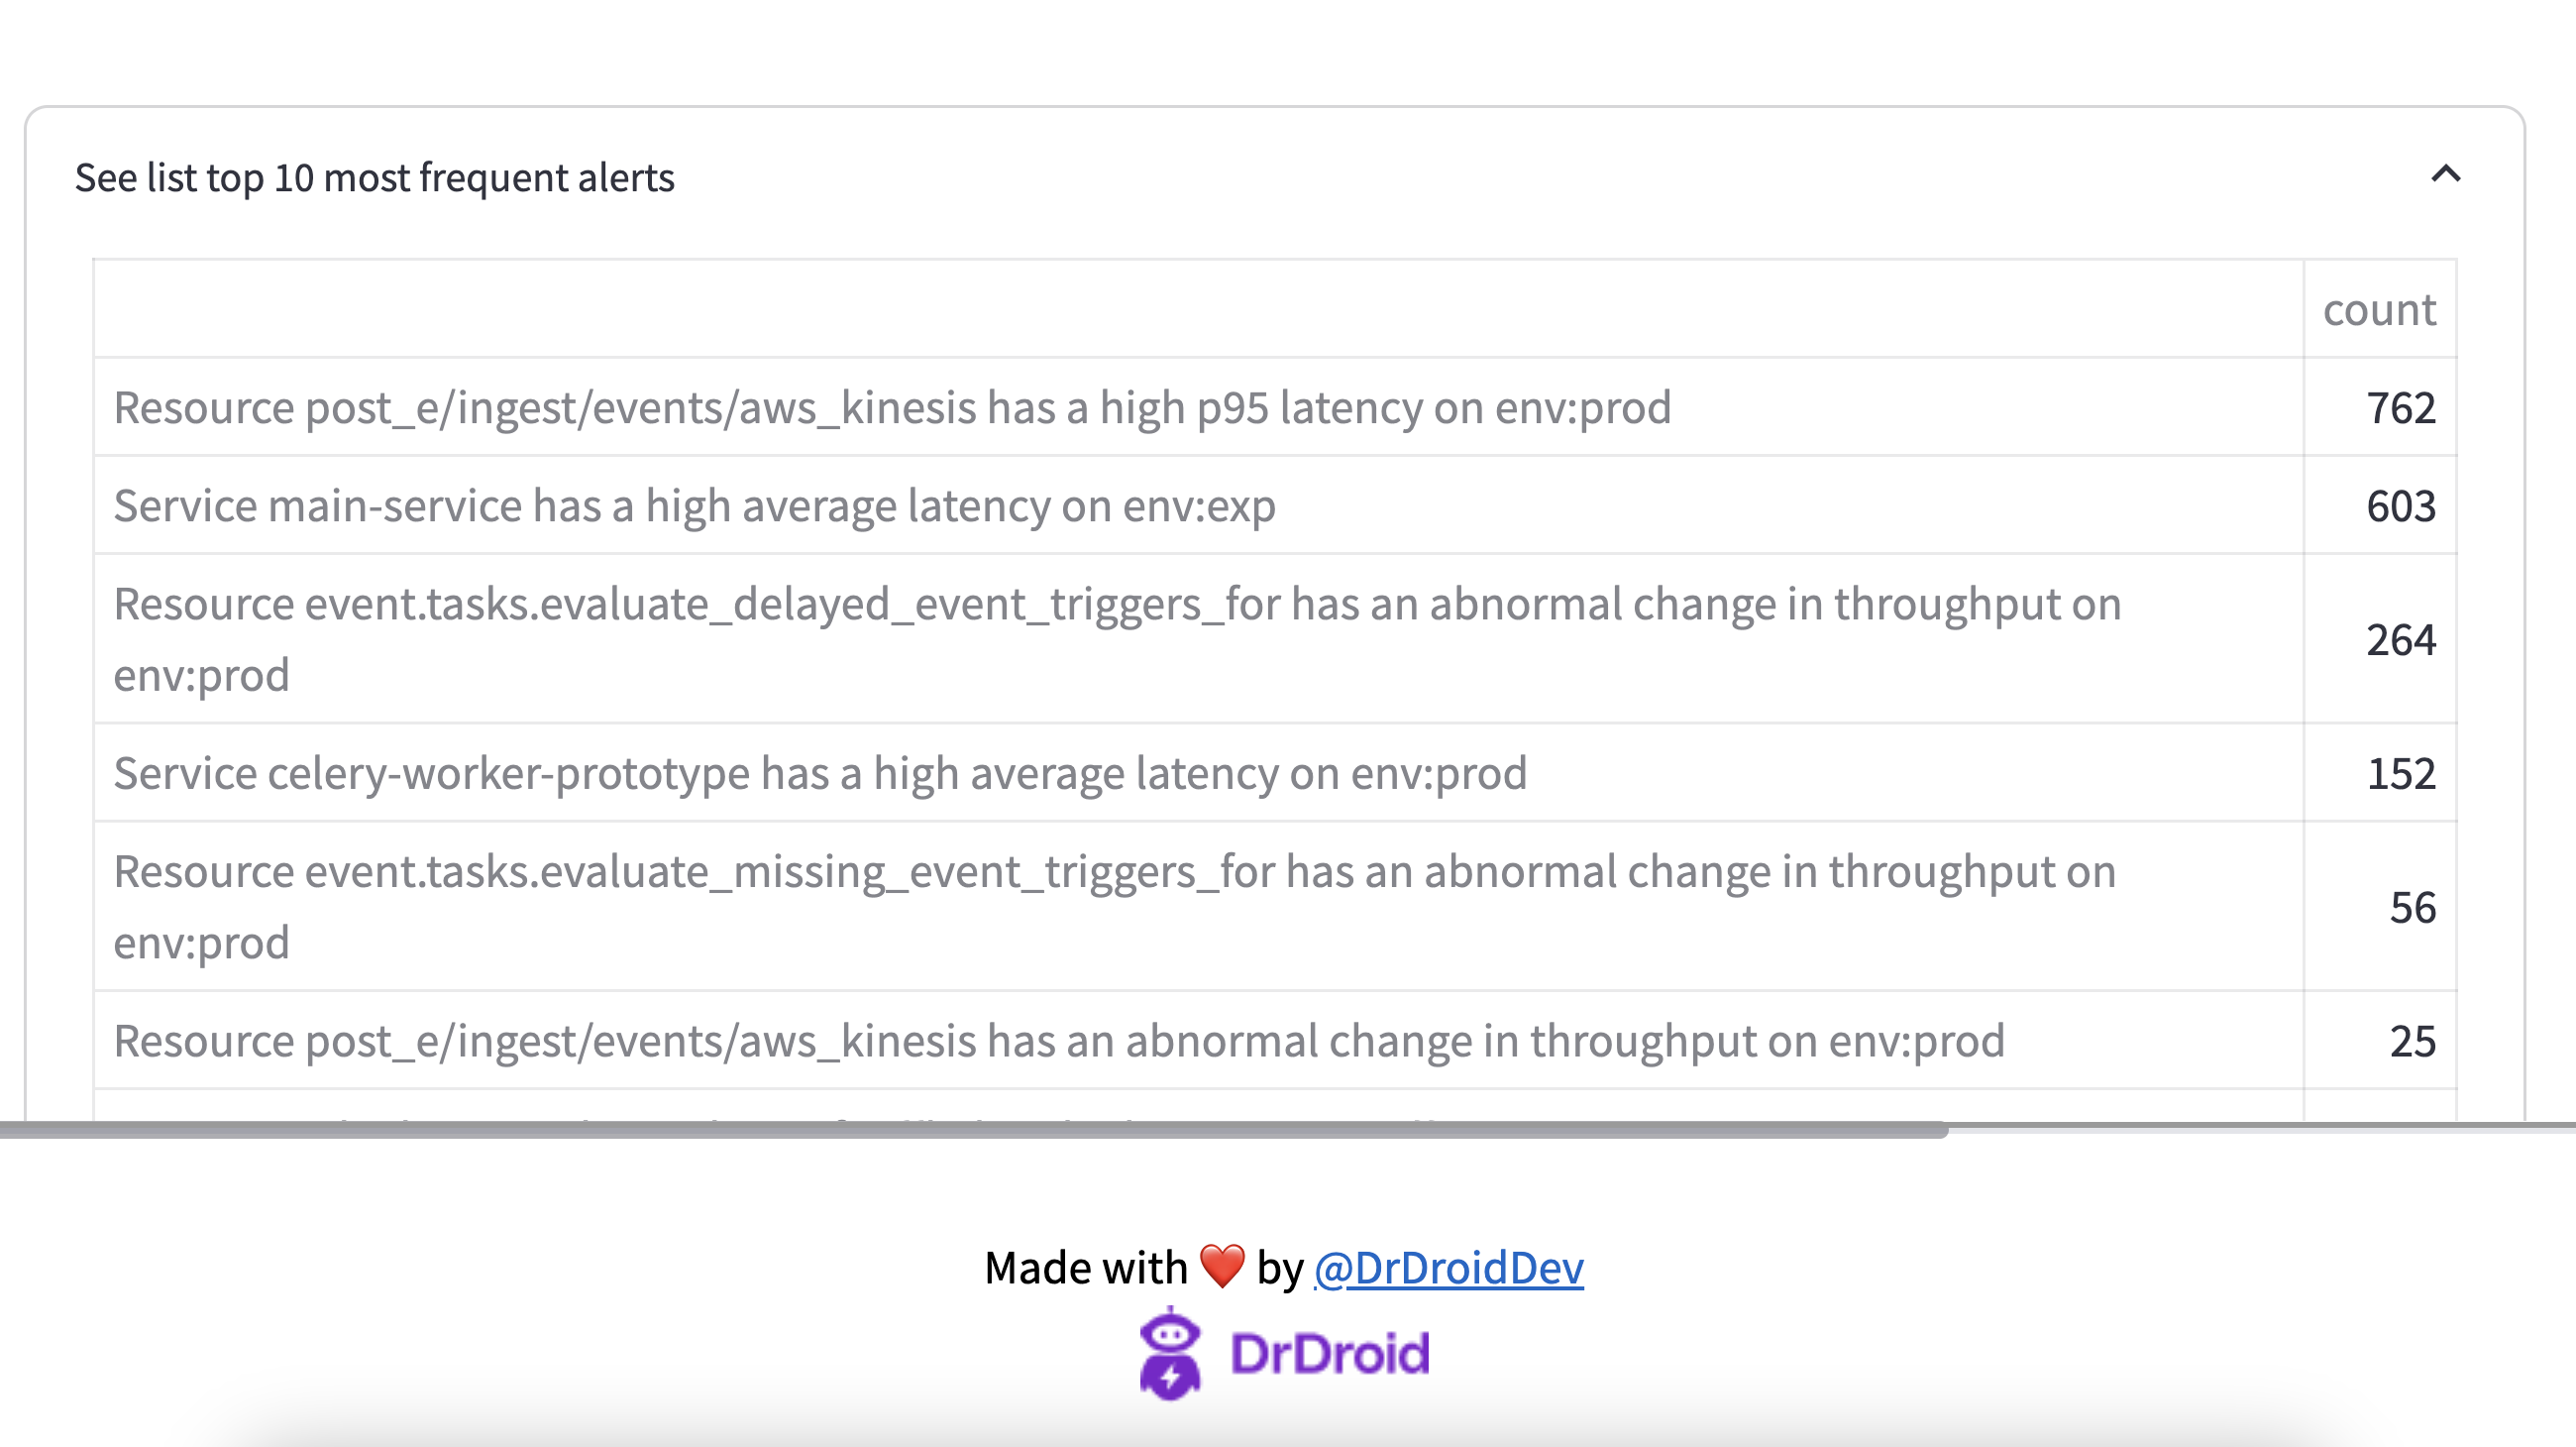 See list top 10 most frequent alerts
count
Resource post_e/ingest/events/aws_kinesis has a high p95 latency on env:prod 762
Service main-service has a high average latency on env:exp 603
Resource event.tasks.evaluate_delayed_event_triggers_for has an abnormal change in throughput on
env:prod 264
Service celery-worker-prototype has a high average latency on env:prod 152
Resource event.tasks.evaluate_missing_event_triggers_for has an abnormal change in throughput on
env:prod 56
Resource post_e/ingest/events/aws_kinesis has an abnormal change in throughput on env:prod 25
Made with ❤️ by @DrDroidDev
DrDroid